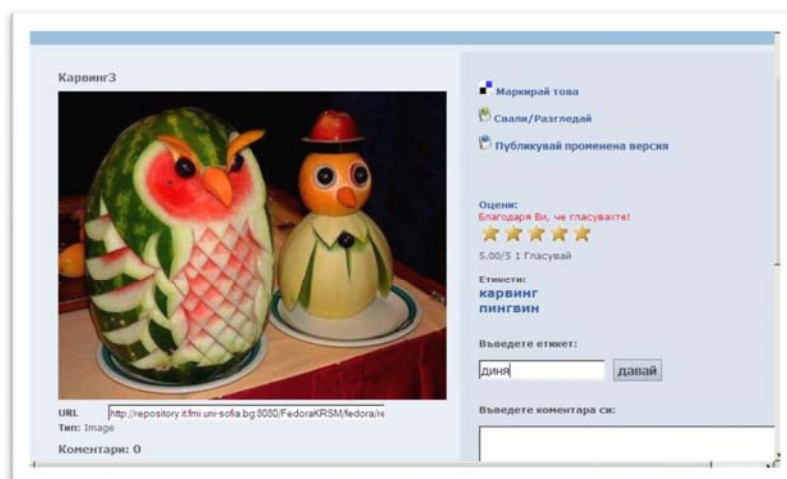 Карвинг3
URL http://repository.it.fmi.uni-sofia.bg:8080/FedoraKRSM/fedora/re
Тип: Image
Коментари: 0
Маркирай това
Свали/Разгледай
Публикувай променена версия
Оцени:
Благодаря Ви, че гласувахте!
5.00/5 1 Гласувай
Етикети:
карвинг
пингвин
Въведете етикет:
диня давай
Въведете коментара си: